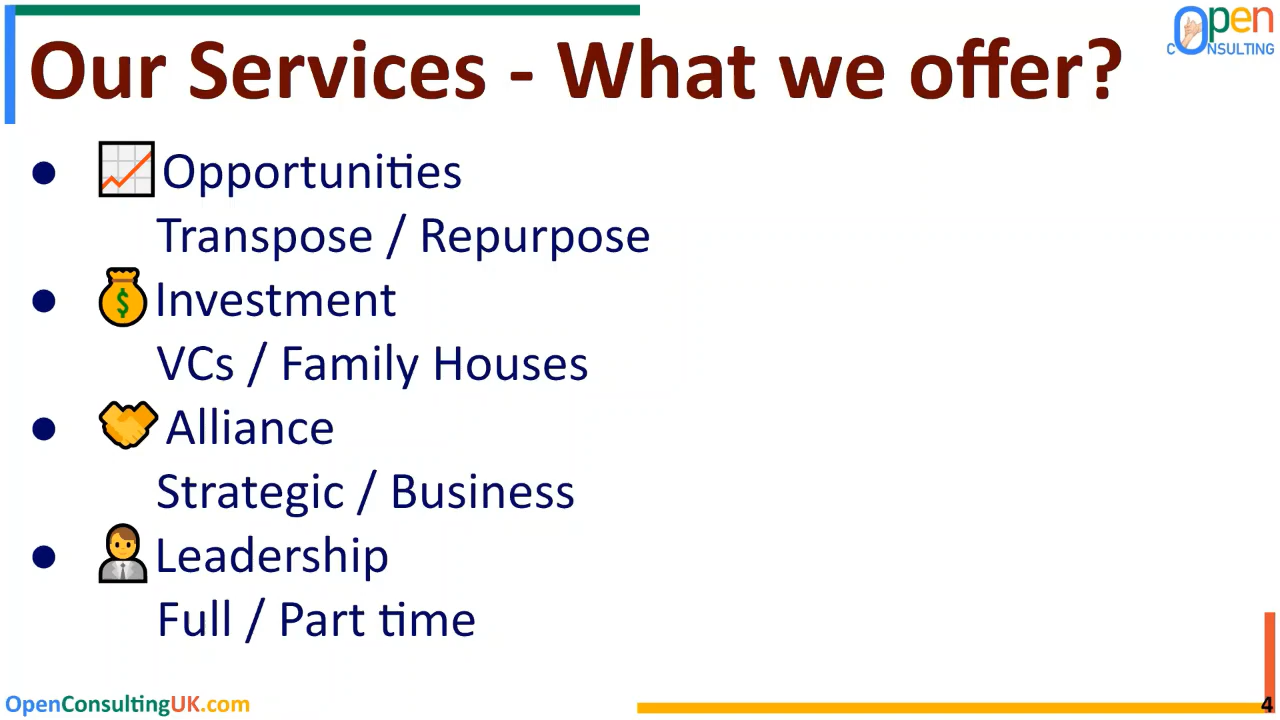 Our Services - What we offer?
Open
CONSULTING
● Opportunities
Transpose / Repurpose
● Investment
VCs / Family Houses
● Alliance
Strategic / Business
● Leadership
Full / Part time
OpenConsultingUK.com
4